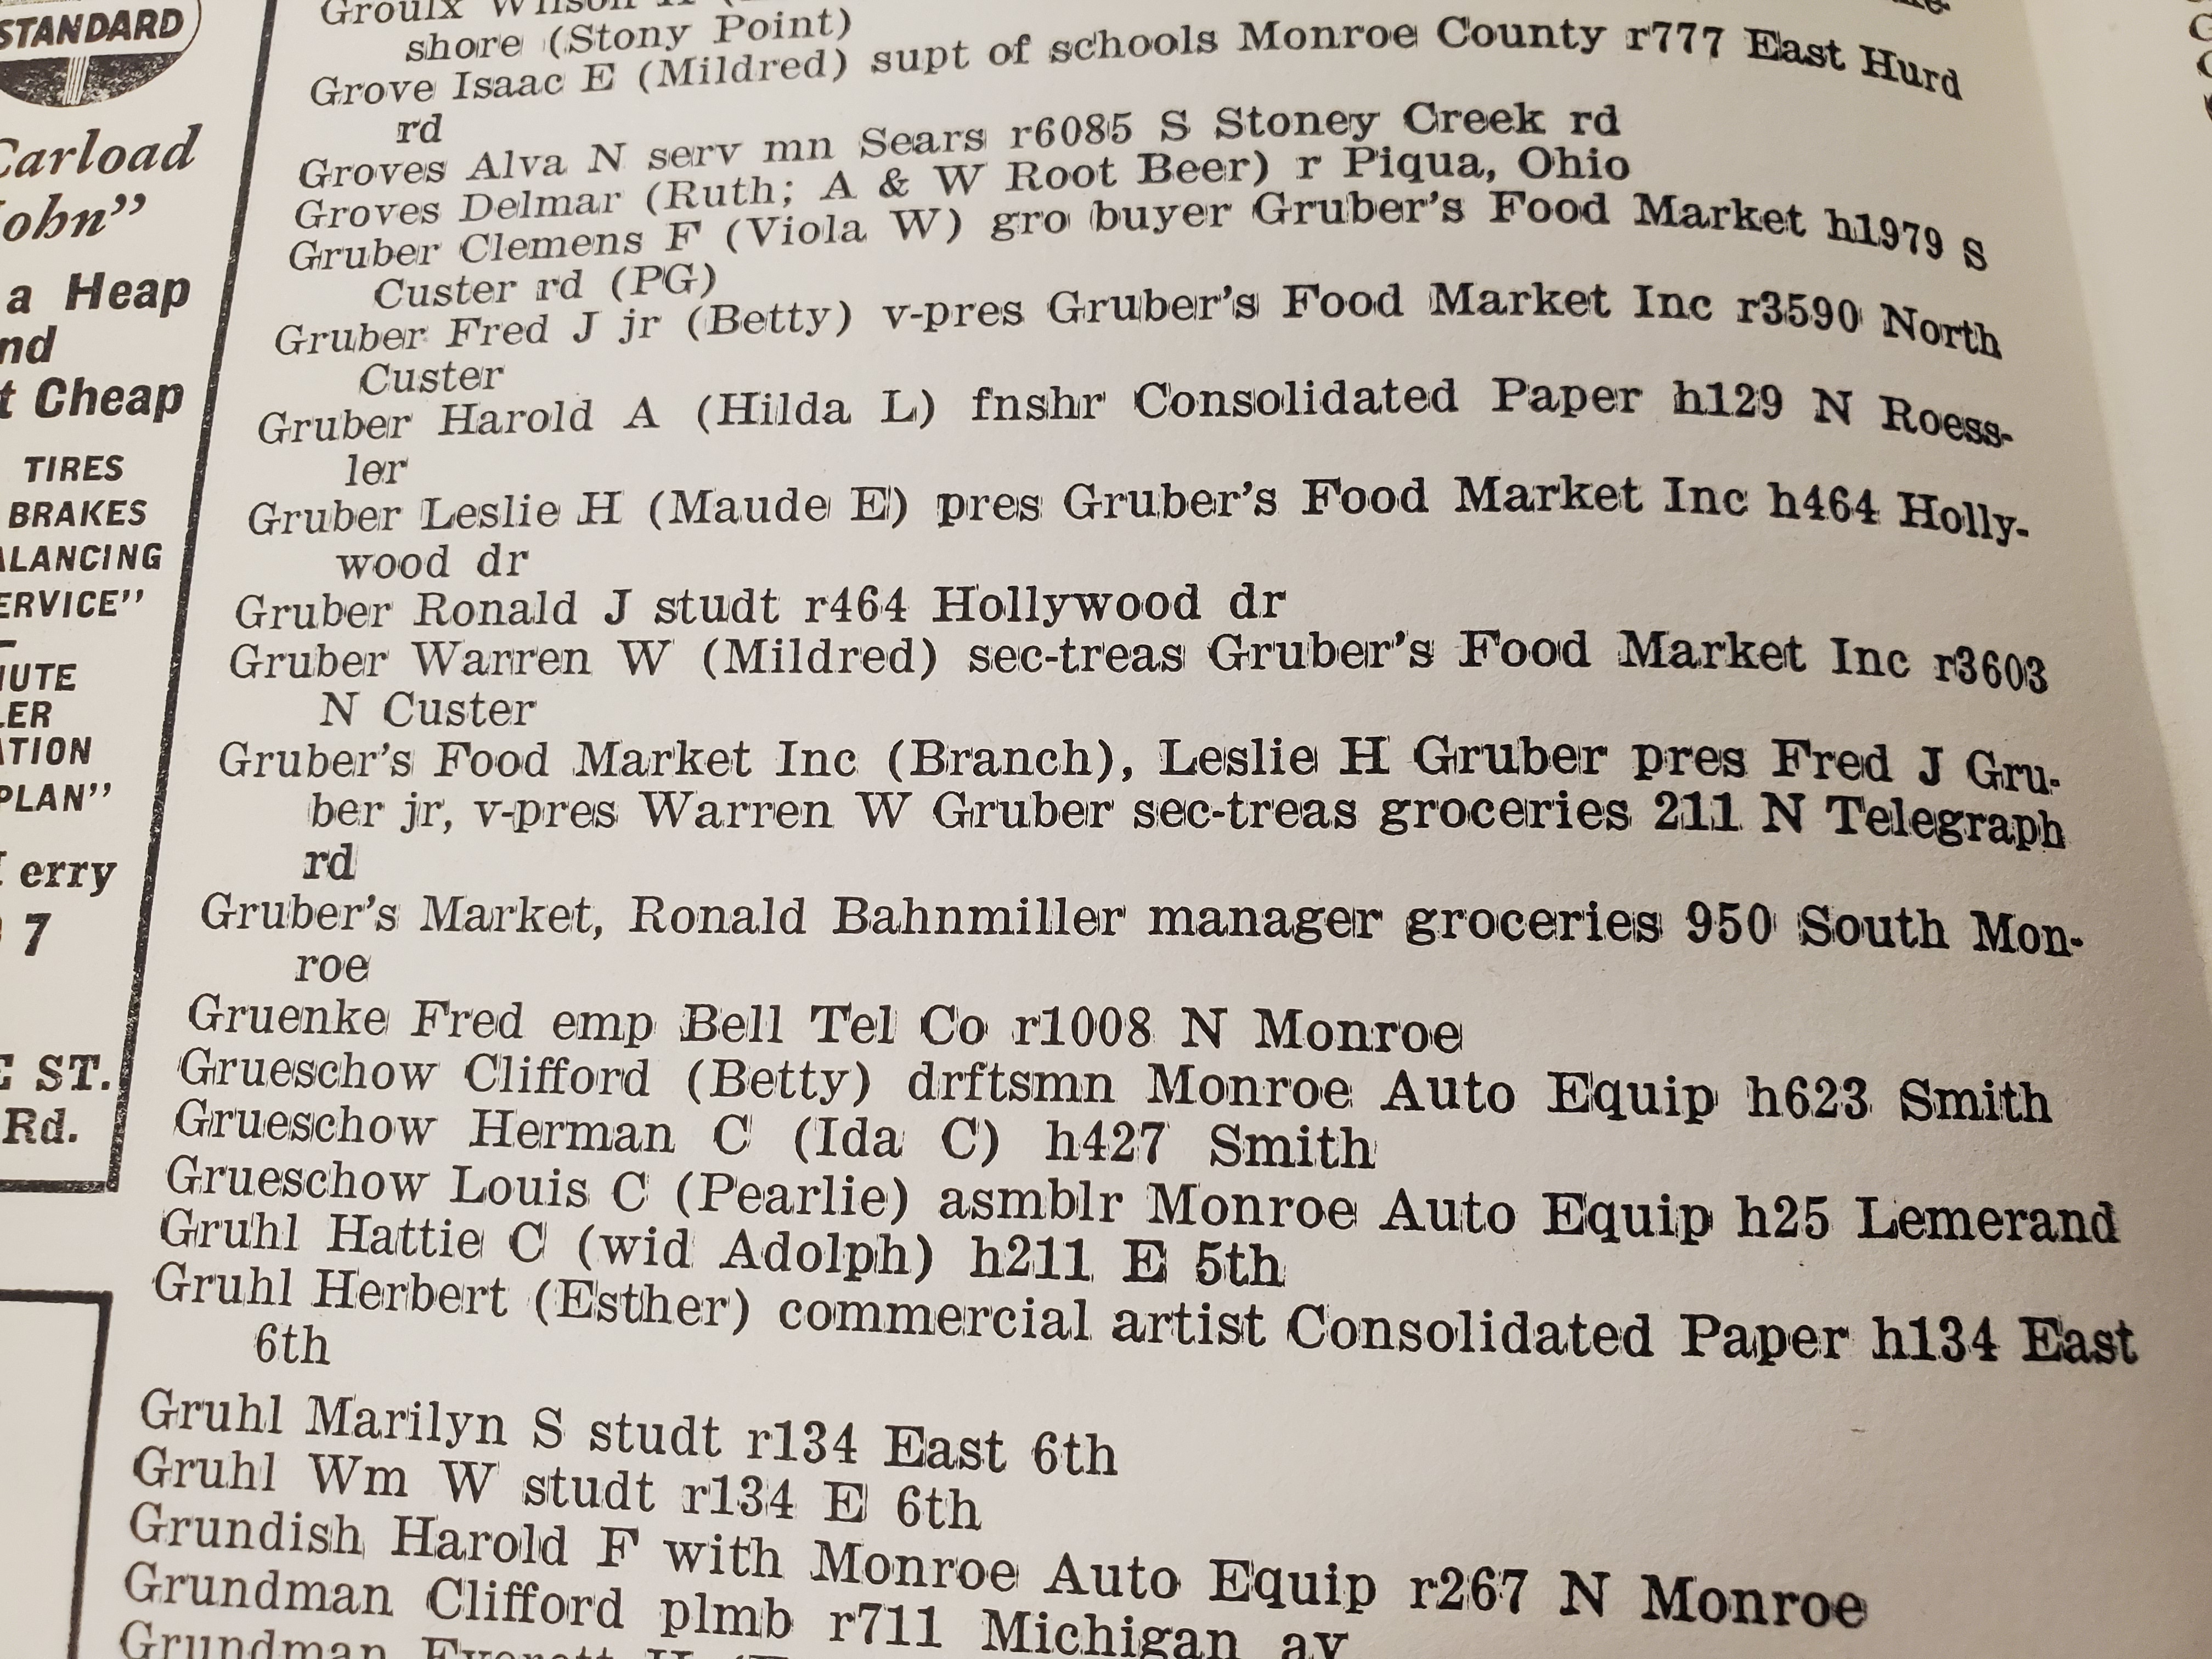 STANDARD
Carload
John"
a Heap
nd
t Cheap
TIRES
BRAKES
ALANCING
ERVICE"
UTE
LER
ATION
PLAN"
erry
7
E ST.
Rd.
Groulx Wilson
shore (Stony Point)
Grove Isaac E (Mildred) supt of schools Monroe County r777 East Hurd
rd
Groves Alva N serv mn Sears r6085 S Stoney Creek rd
Groves Delmar (Ruth; A & W Root Beer) r Piqua, Ohio
Gruber Clemens F (Viola W) gro buyer Gruber's Food Market h1979 S
Custer rd (PG)
Gruber Fred J jr (Betty) v-pres Gruber's Food Market Inc r3590 North
Custer
Gruber Harold A (Hilda L) fnshr Consolidated Paper h129 N Roess-
ler
Gruber Leslie H (Maude E) pres Gruber's Food Market Inc h464 Holly-
wood dr
Gruber Ronald J studt r464 Hollywood dr
Gruber Warren W (Mildred) sec-treas Gruber's Food Market Inc r3603
N Custer
Gruber's Food Market Inc (Branch), Leslie H Gruber pres Fred J Gru-
ber jr, v-pres Warren W Gruber sec-treas groceries 211 N Telegraph
rd
Gruber's Market, Ronald Bahnmiller manager groceries 950 South Mon-
roe
Gruenke Fred emp Bell Tel Co r1008 N Monroe
Grueschow Clifford (Betty) drftsmn Monroe Auto Equip h623 Smith
Grueschow Herman C (Ida C) h427 Smith
Grueschow Louis C (Pearlie) asmblr Monroe Auto Equip h25 Lemerand
Gruhl Hattie C (wid Adolph) h211 E 5th
Gruhl Herbert (Esther) commercial artist Consolidated Paper h134 East
6th
Gruhl Marilyn S studt r134 East 6th
Gruhl Wm W studt r134 E 6th
Grundish Harold F with Monroe Auto Equip r267 N Monroe
Grundman Clifford plmb r711 Michigan av
Grundman Everett H